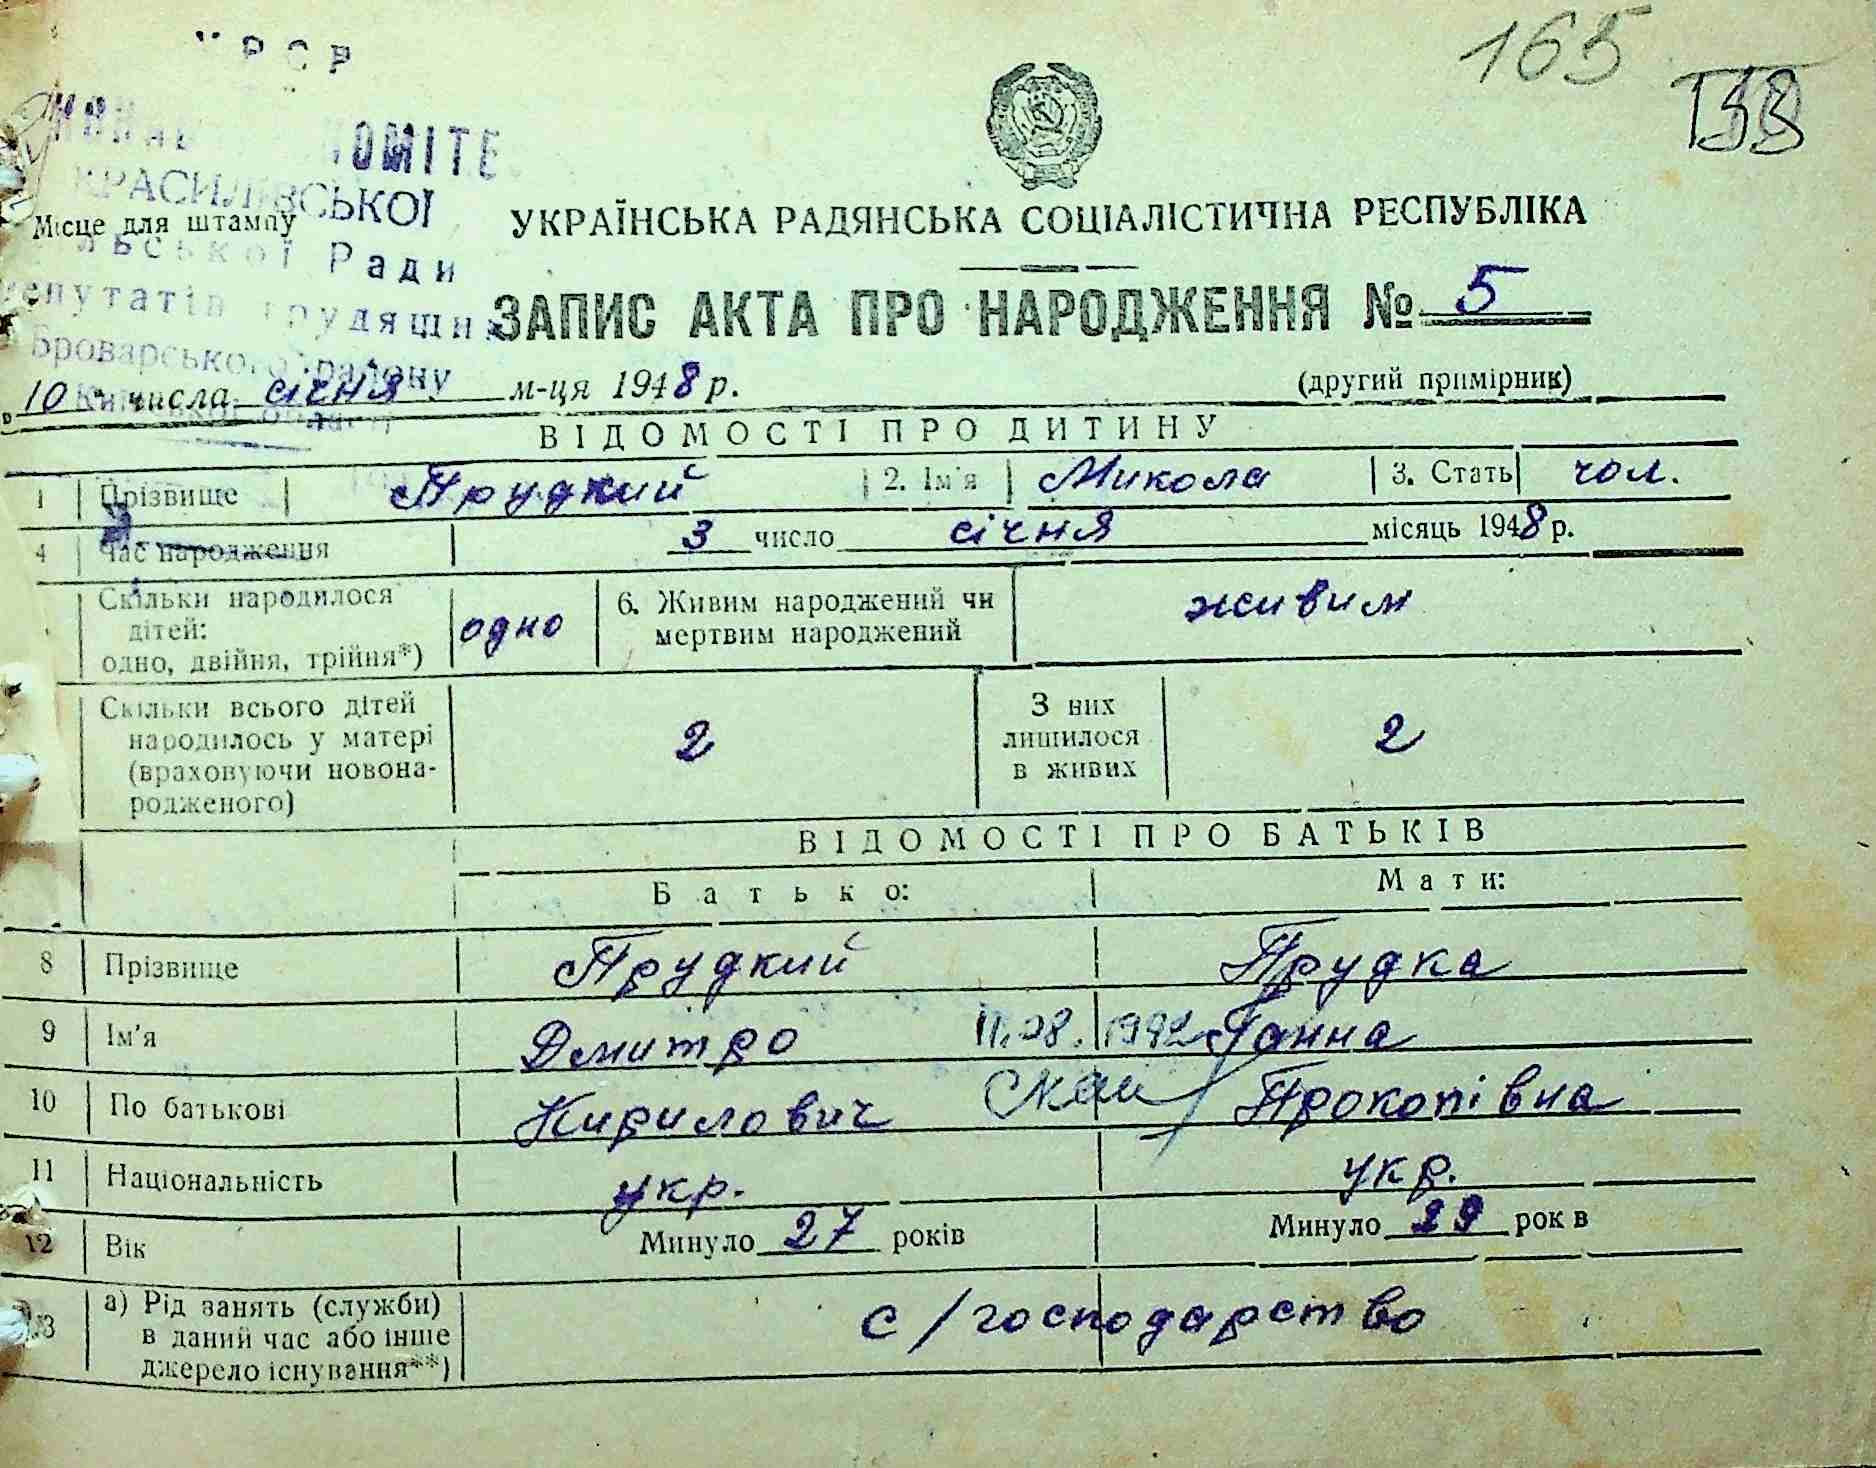 165
УКРАЇНСЬКА РАДЯНСЬКА СОЦІАЛІСТИЧНА РЕСПУБЛІКА
КРАСИЛІВСЬКОЇ
Місце для штампу
Ради
Броварського району
ЗАПИС АКТА ПРО НАРОДЖЕННЯ № 5
10 числа січня м-ця 1948 р. (другий примірник)
ВІДОМОСТІ ПРО ДИТИНУ
1 Прізвище Прудкий 2. Ім'я Микола 3. Стать чол.
4 Час народження 3 число січня місяць 1948 р.
Скільки народилося
дітей:
одно, двійня, трійня*) одно
6. Живим народжений чи
мертвим народжений живим
Скільки всього дітей
народилось у матері
(враховуючи новона-
родженого) 2
З них
лишилося
в живих 2
ВІДОМОСТІ ПРО БАТЬКІВ
Батько: Мати:
8 Прізвище Прудкий Прудка
9 Ім'я Дмитро Ганна
10 По батькові Кирилович Прокопівна
11 Національність укр. укр.
12 Вік Минуло 27 років Минуло 29 рок в
13 а) Рід занять (служби)
в даний час або інше
джерело існування**) с/господарство